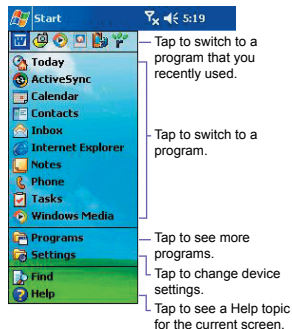 Start 5:19
Tap to switch to a
program that you
recently used.
Today
ActiveSync
Calendar
Contacts
Inbox
Internet Explorer
Notes
Phone
Tasks
Windows Media
Tap to switch to a
program.
Programs
Settings
Tap to see more
programs.
Tap to change device
settings.
Find
Help
Tap to see a Help topic
for the current screen.